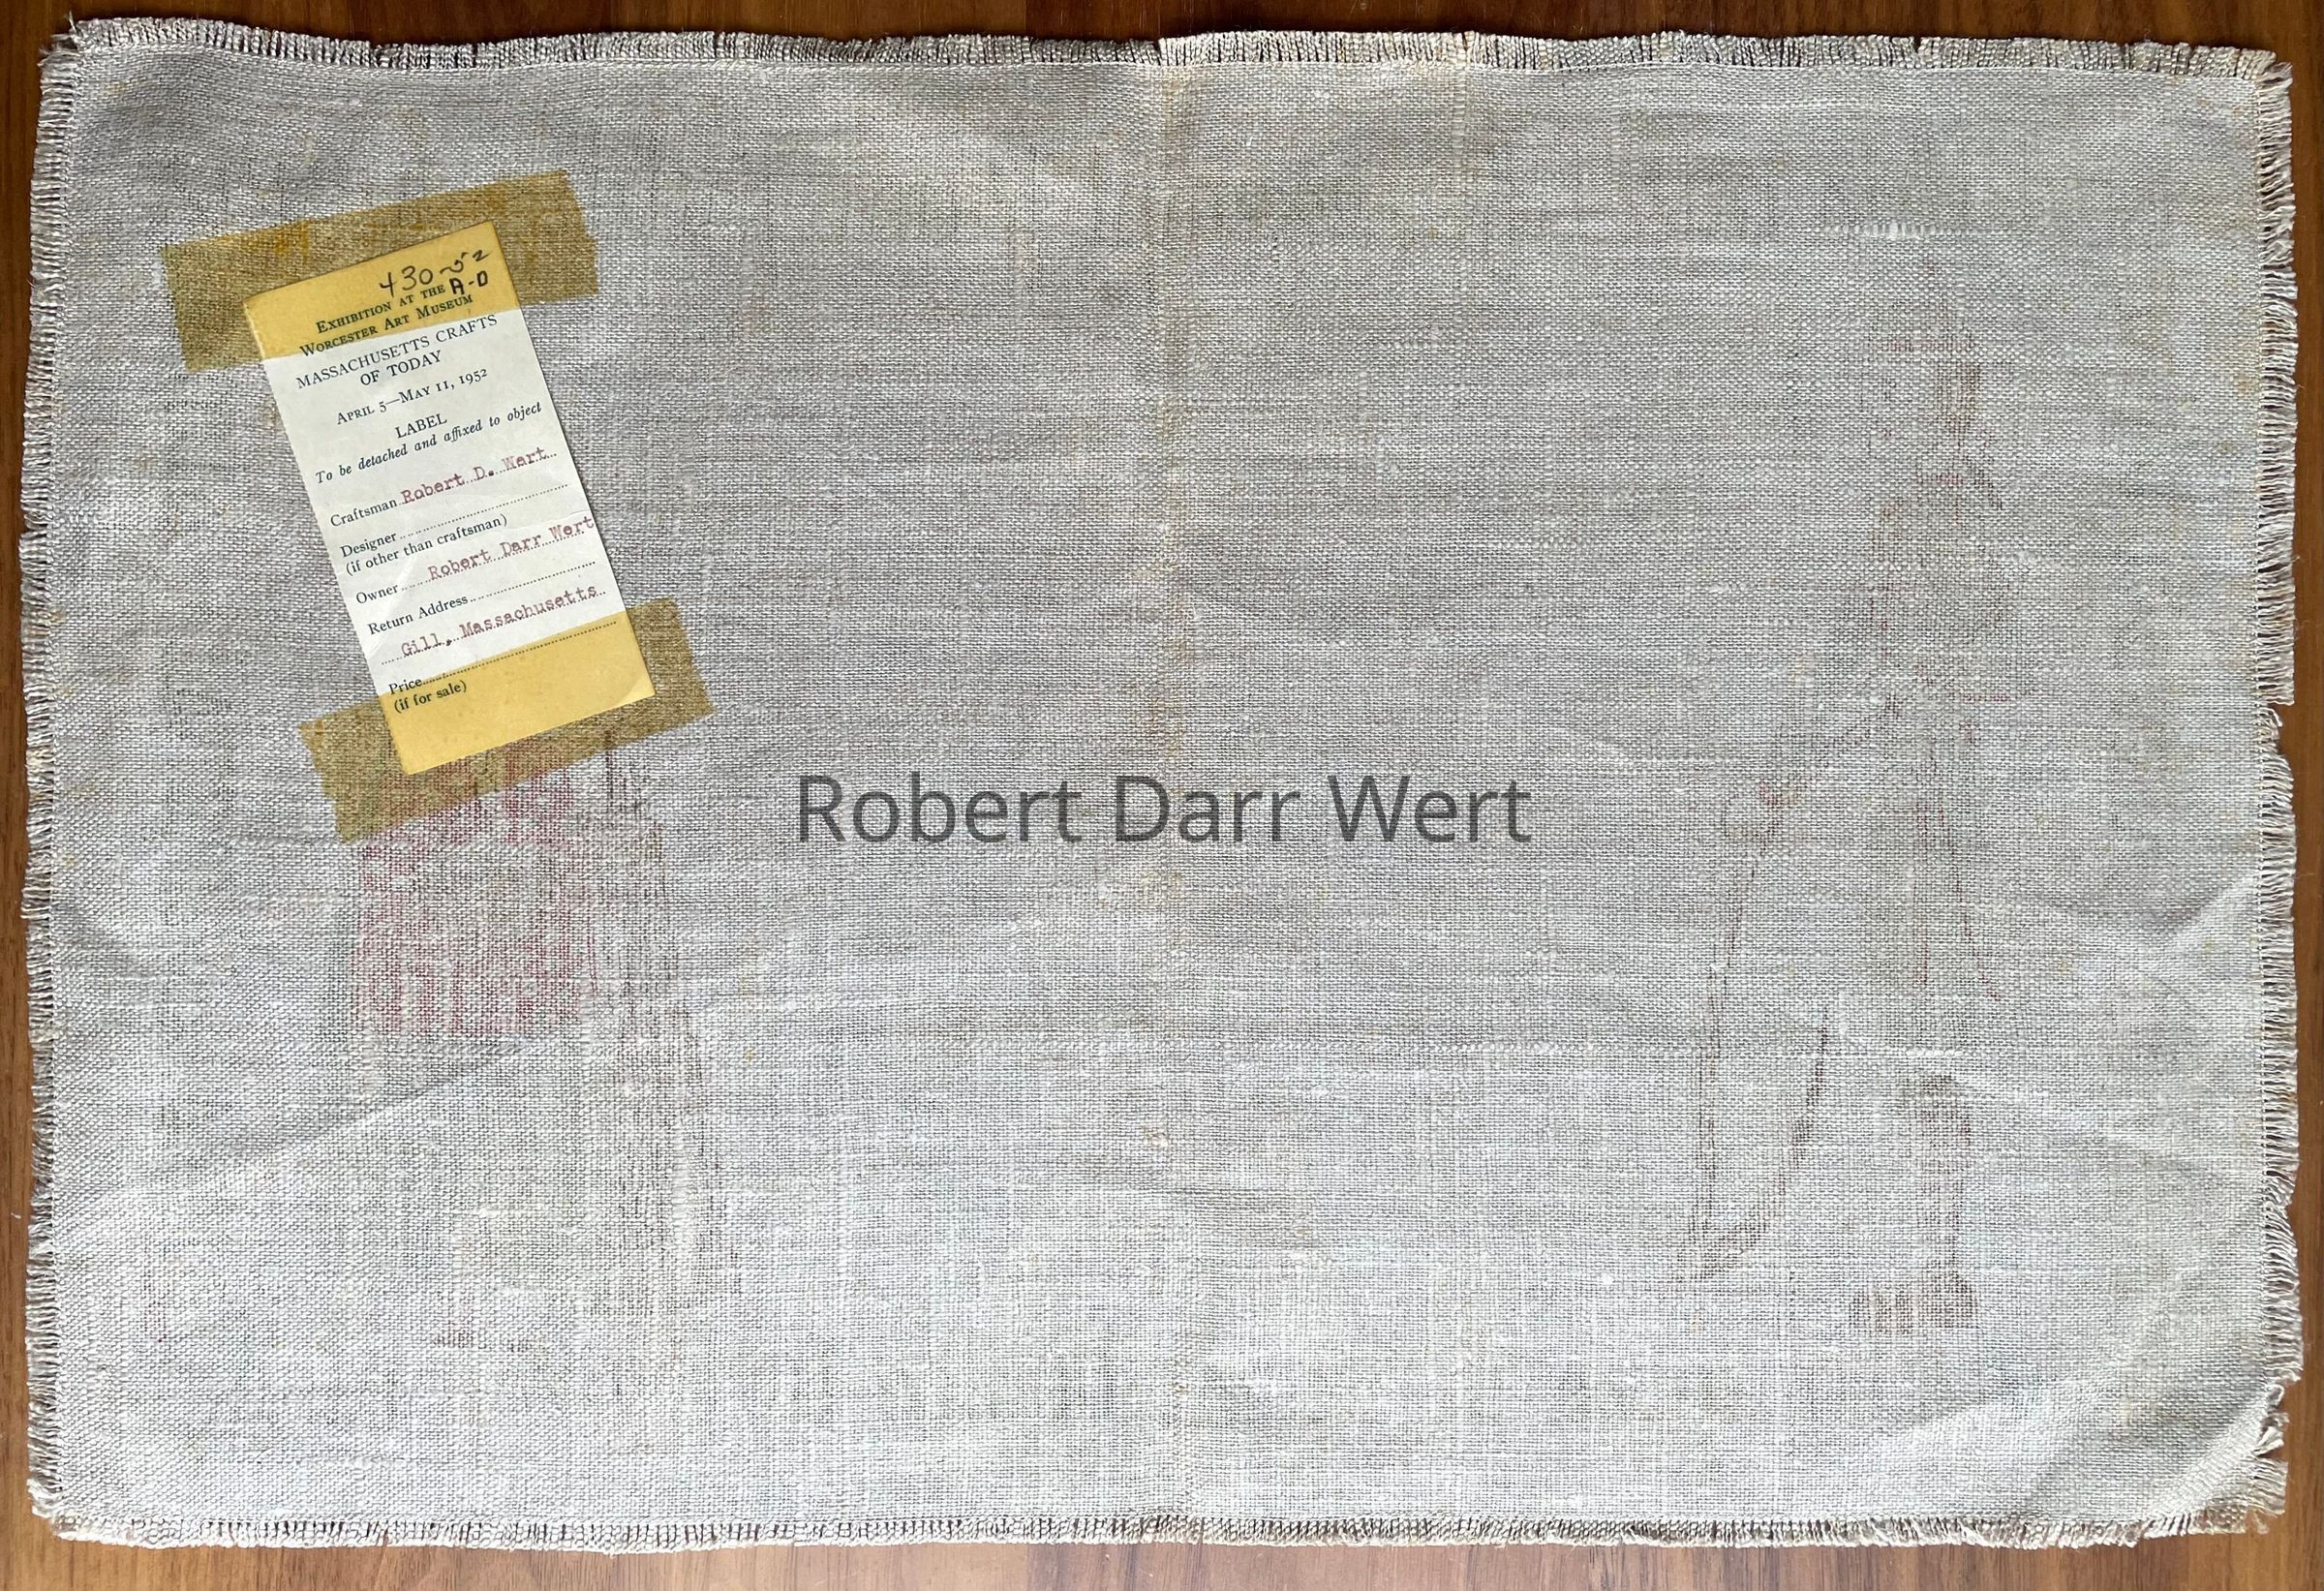 430-52
A-D
EXHIBITION AT THE
WORCESTER ART MUSEUM
MASSACHUSETTS CRAFTS
OF TODAY
APRIL 5—MAY 11, 1952
LABEL
To be detached and affixed to object
Craftsman Robert D. Wert
Designer
(if other than craftsman)
Owner Robert Darr Wert
Return Address
Gill, Massachusetts
Price
(if for sale)
Robert Darr Wert